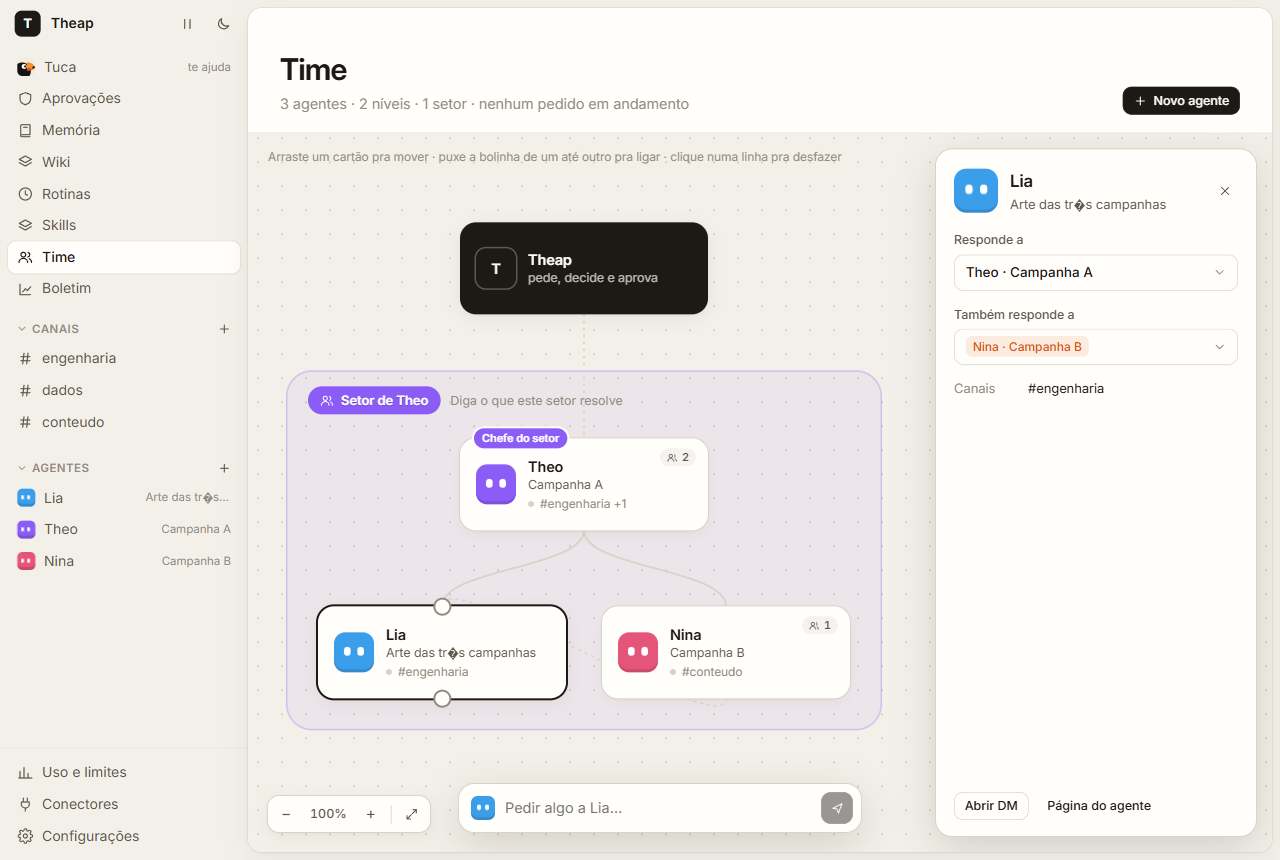 T Theap
Tuca te ajuda
Aprovações
Memória
Wiki
Rotinas
Skills
Time
Boletim
CANAIS
# engenharia
# dados
# conteudo
AGENTES
Lia Arte das tr�s...
Theo Campanha A
Nina Campanha B
Uso e limites
Conectores
Configurações
Time
3 agentes · 2 níveis · 1 setor · nenhum pedido em andamento
+ Novo agente
Arraste um cartão pra mover · puxe a bolinha de um até outro pra ligar · clique numa linha pra desfazer
T
Theap
pede, decide e aprova
Setor de Theo Diga o que este setor resolve
Chefe do setor
2
Theo
Campanha A
#engenharia +1
Lia
Arte das tr�s campanhas
#engenharia
1
Nina
Campanha B
#conteudo
− 100% +
Pedir algo a Lia...
Lia
Arte das tr�s campanhas
Responde a
Theo · Campanha A
Também responde a
Nina · Campanha B
Canais #engenharia
Abrir DM Página do agente